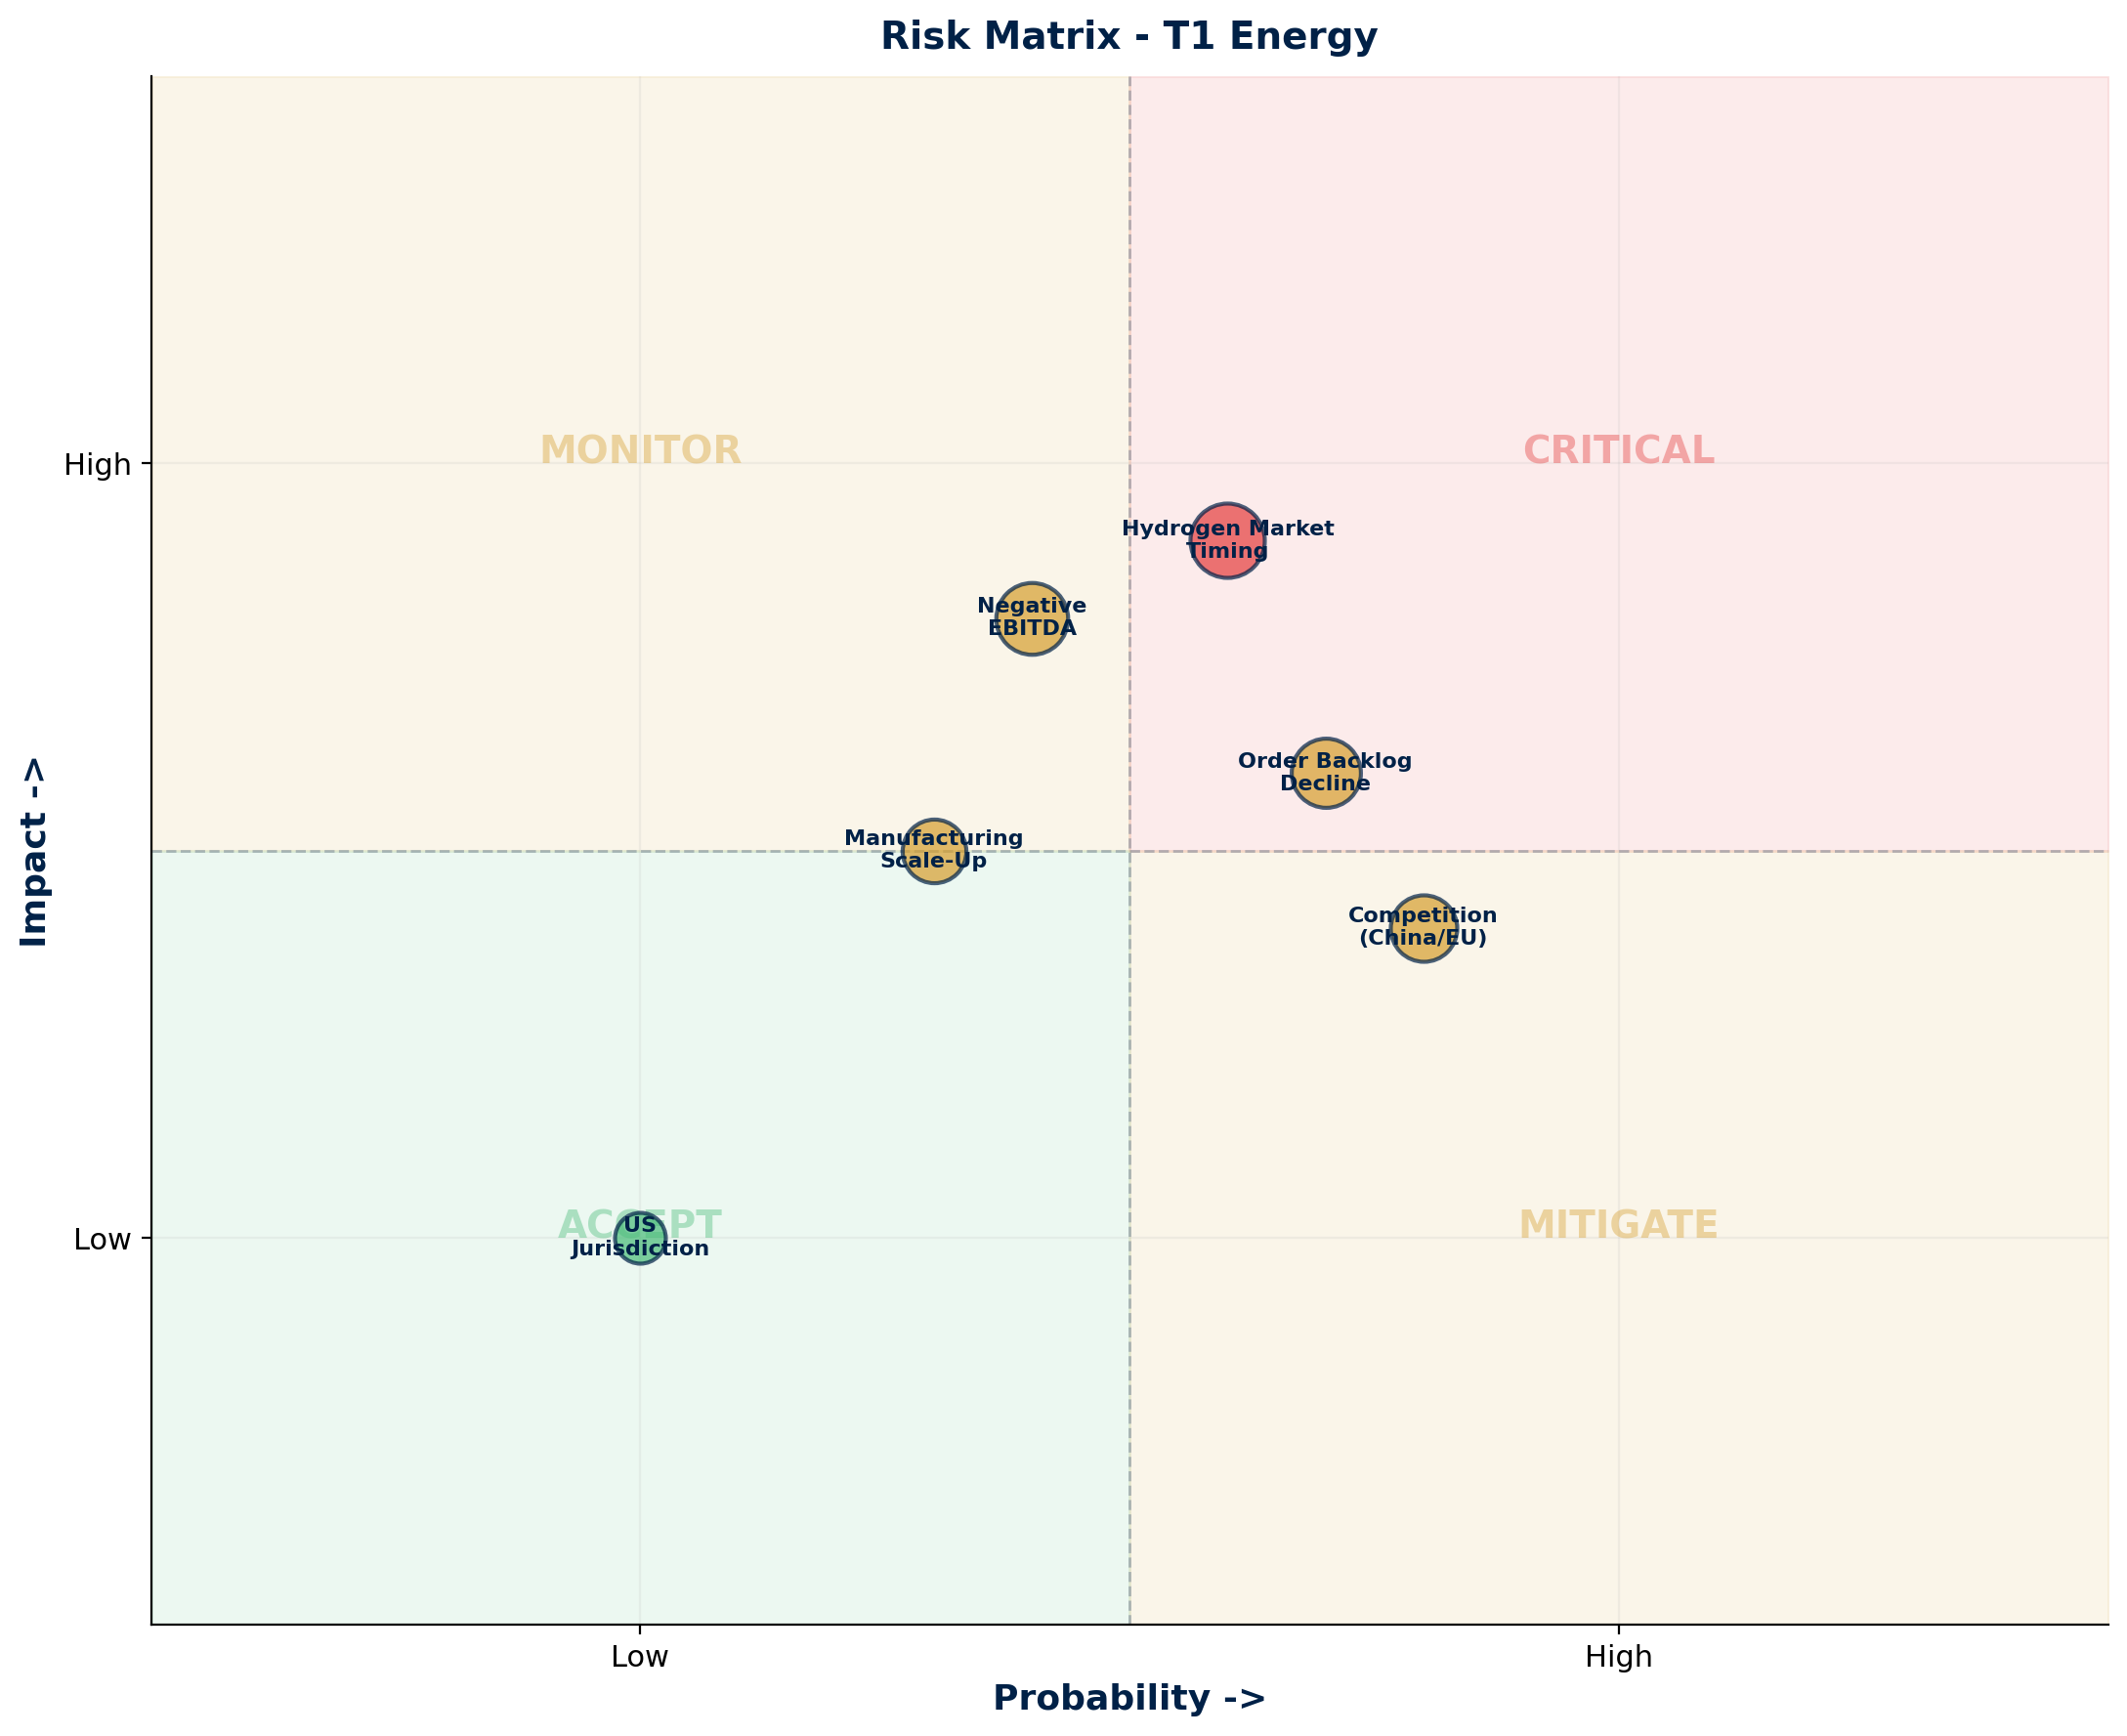 Risk Matrix - T1 Energy
MONITOR
CRITICAL
High
Hydrogen Market
Timing
Negative
EBITDA
Order Backlog
Decline
Manufacturing
Scale-Up
Competition
(China/EU)
Impact ->
ACCEPT
US
Jurisdiction
MITIGATE
Low
Low
High
Probability ->